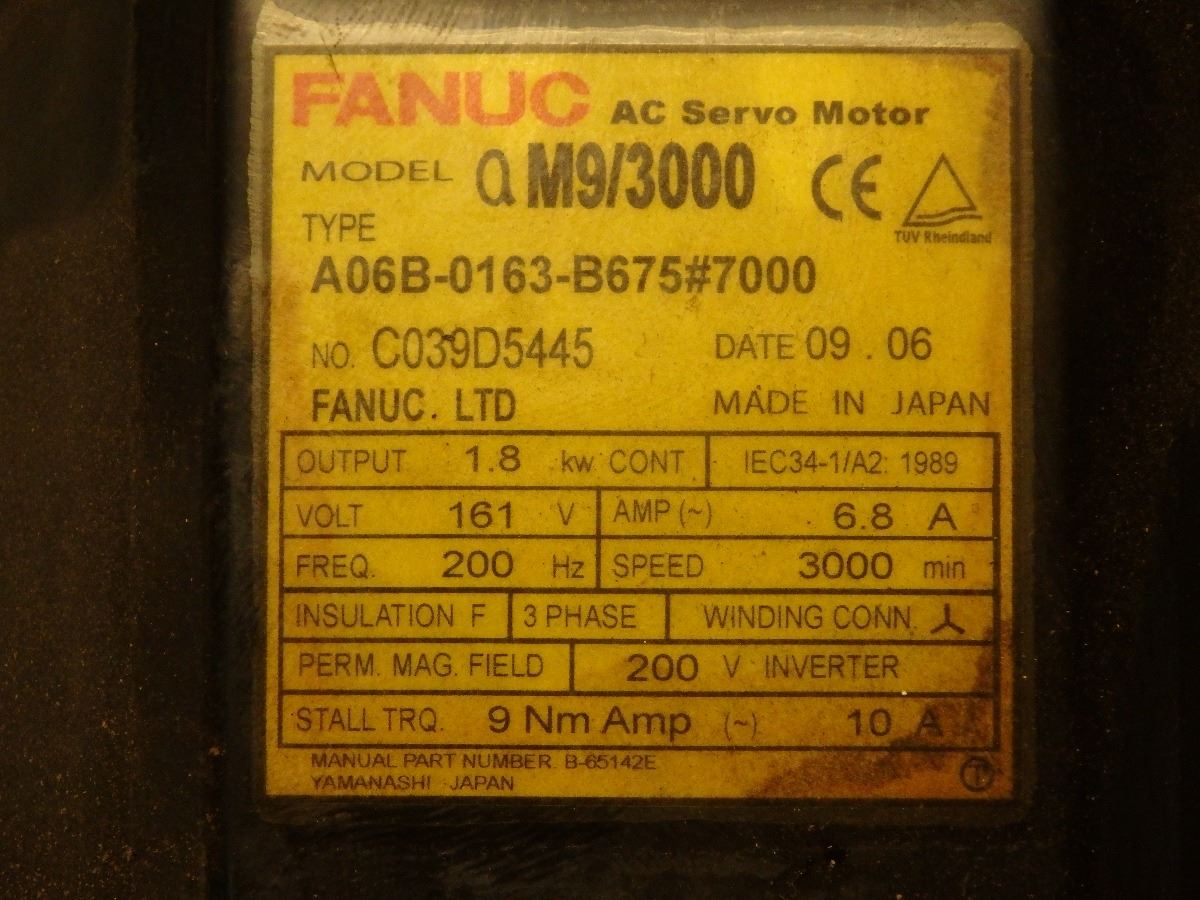 FANUC AC Servo Motor
MODEL α M9/3000 CE
TUV Rheinland
TYPE
A06B-0163-B675#7000
NO. C039D5445 DATE 09 . 06
FANUC. LTD MADE IN JAPAN
OUTPUT 1.8 kw CONT IEC34-1/A2: 1989
VOLT 161 V AMP (~) 6.8 A
FREQ. 200 Hz SPEED 3000 min
INSULATION F 3 PHASE WINDING CONN. 人
PERM. MAG. FIELD 200 V INVERTER
STALL TRQ. 9 Nm Amp (~) 10 A
MANUAL PART NUMBER. B-65142E
YAMANASHI JAPAN T